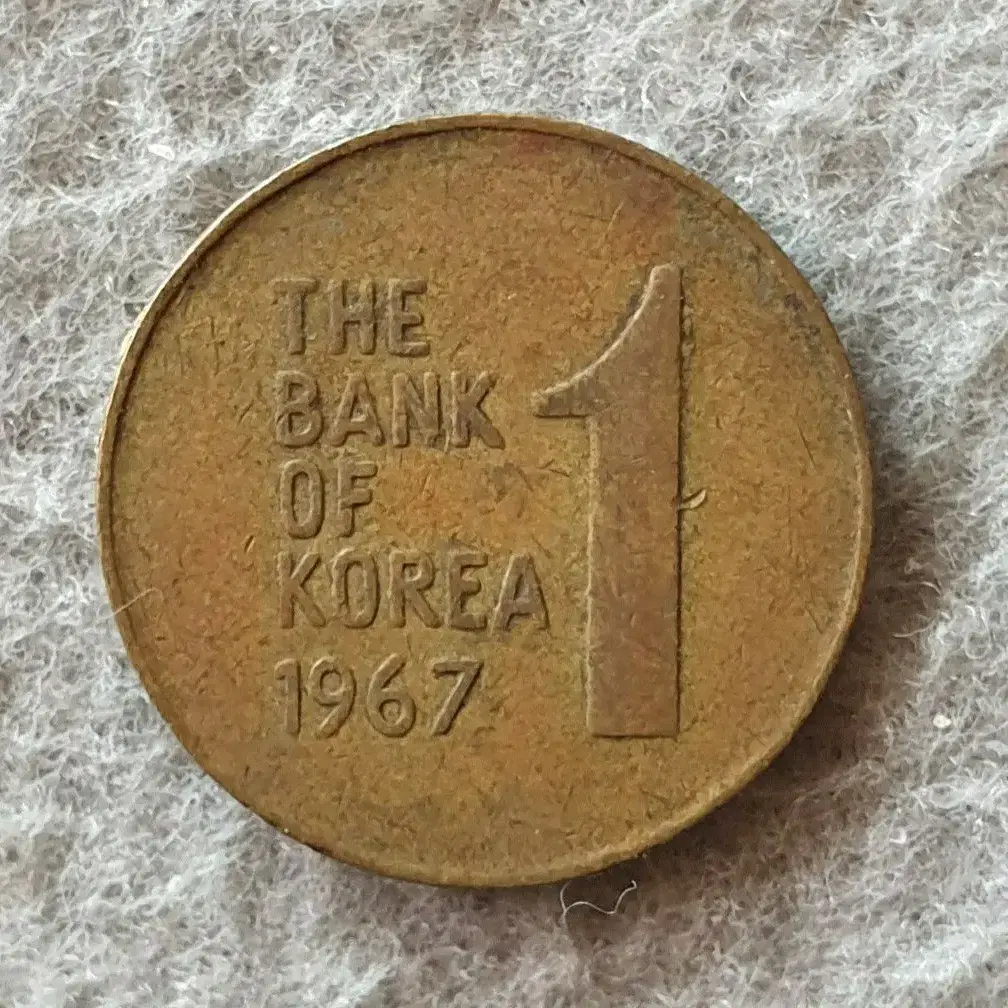 THE
BANK
OF
KOREA
1967
1